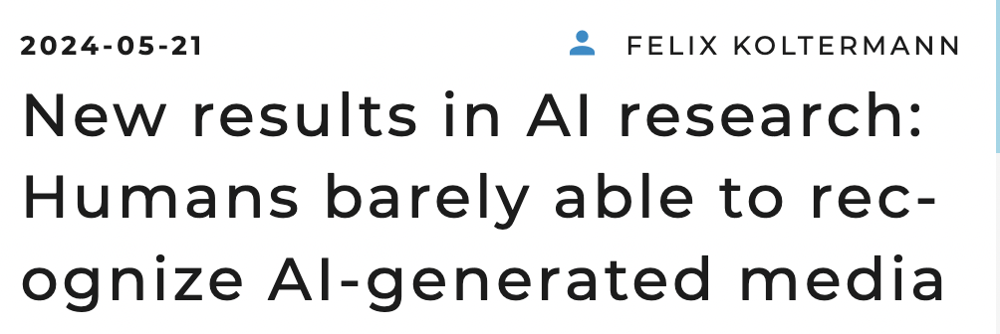 2024-05-21
FELIX KOLTERMANN
New results in AI research:
Humans barely able to rec-
ognize AI-generated media